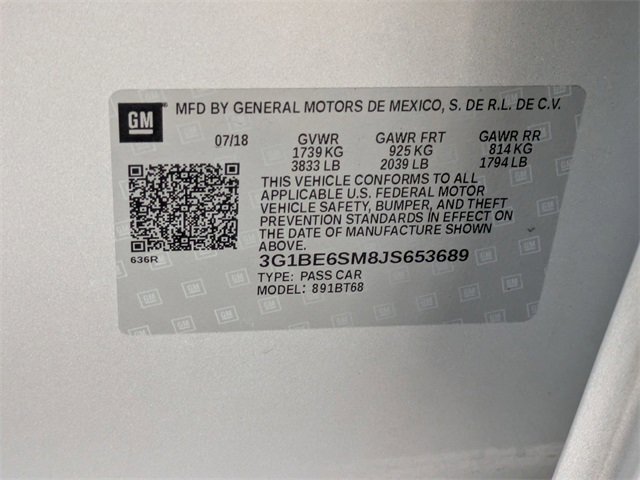 GM ® MFD BY GENERAL MOTORS DE MEXICO, S. DE R.L. DE C.V.
07/18 GVWR GAWR FRT GAWR RR
1739 KG 925 KG 814 KG
3833 LB 2039 LB 1794 LB
THIS VEHICLE CONFORMS TO ALL
APPLICABLE U.S. FEDERAL MOTOR
VEHICLE SAFETY, BUMPER, AND THEFT
PREVENTION STANDARDS IN EFFECT ON
THE DATE OF MANUFACTURE SHOWN
ABOVE.
636R 3G1BE6SM8JS653689
TYPE: PASS CAR
MODEL: 891BT68